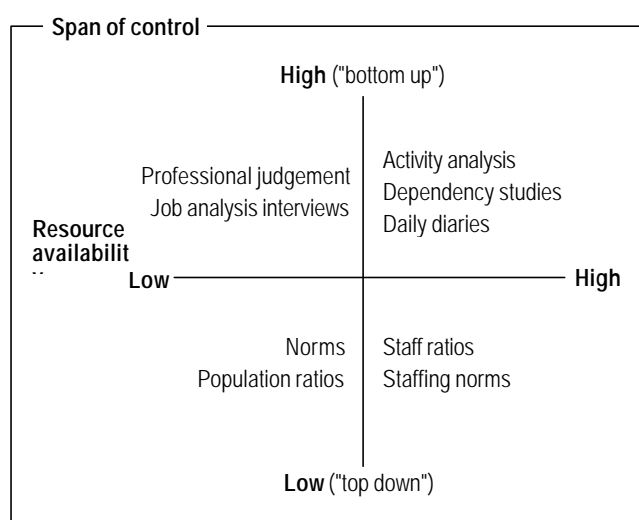 Span of control
High ("bottom up")
Professional judgement
Job analysis interviews
Activity analysis
Dependency studies
Daily diaries
Resource
availabilit
Low
High
Norms
Population ratios
Staff ratios
Staffing norms
Low ("top down")